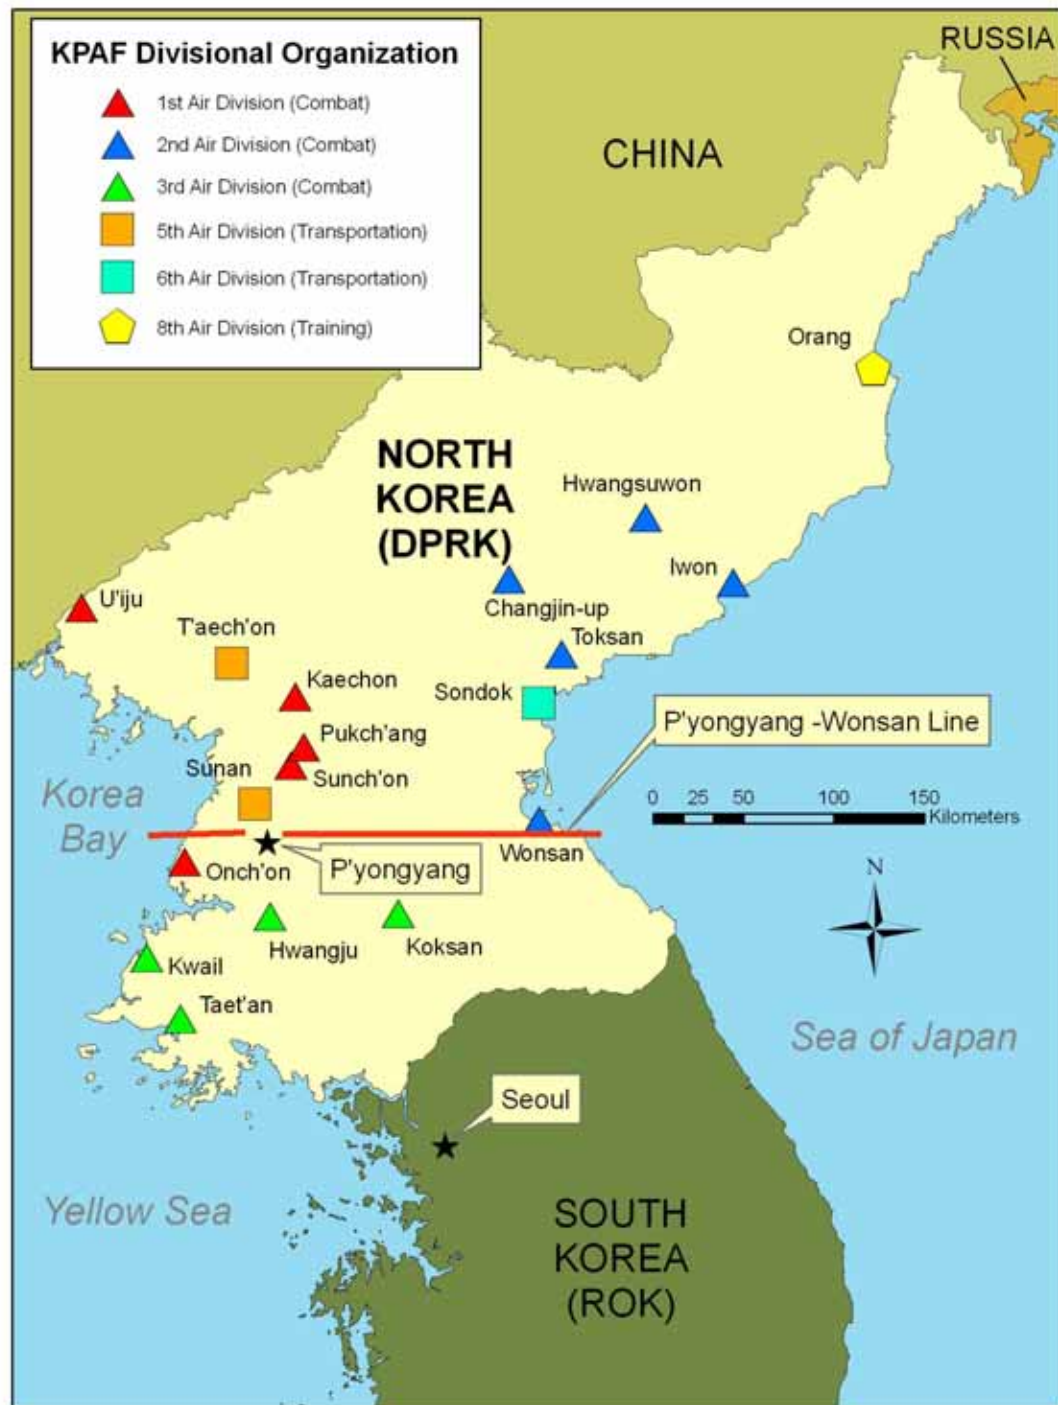 KPAF Divisional Organization
1st Air Division (Combat)
2nd Air Division (Combat)
3rd Air Division (Combat)
5th Air Division (Transportation)
6th Air Division (Transportation)
8th Air Division (Training)
RUSSIA
CHINA
Orang
NORTH
KOREA
(DPRK)
Hwangsuwon
Iwon
Changjin-up
U'iju
T'aech'on
Toksan
Kaechon
Sondok
P'yongyang -Wonsan Line
Pukch'ang
Sunan
Sunch'on
Korea
Bay
0 25 50 100 150
Kilometers
Wonsan
Onch'on
P'yongyang
N
Hwangju
Koksan
Kwail
Taet'an
Sea of Japan
Seoul
Yellow Sea
SOUTH
KOREA
(ROK)